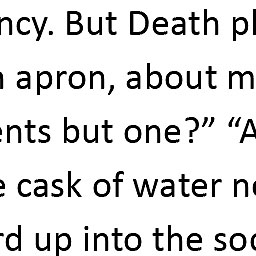 ncy. But Death pl
n apron, about m
ents but one?” “A
e cask of water n
rd up into the soc